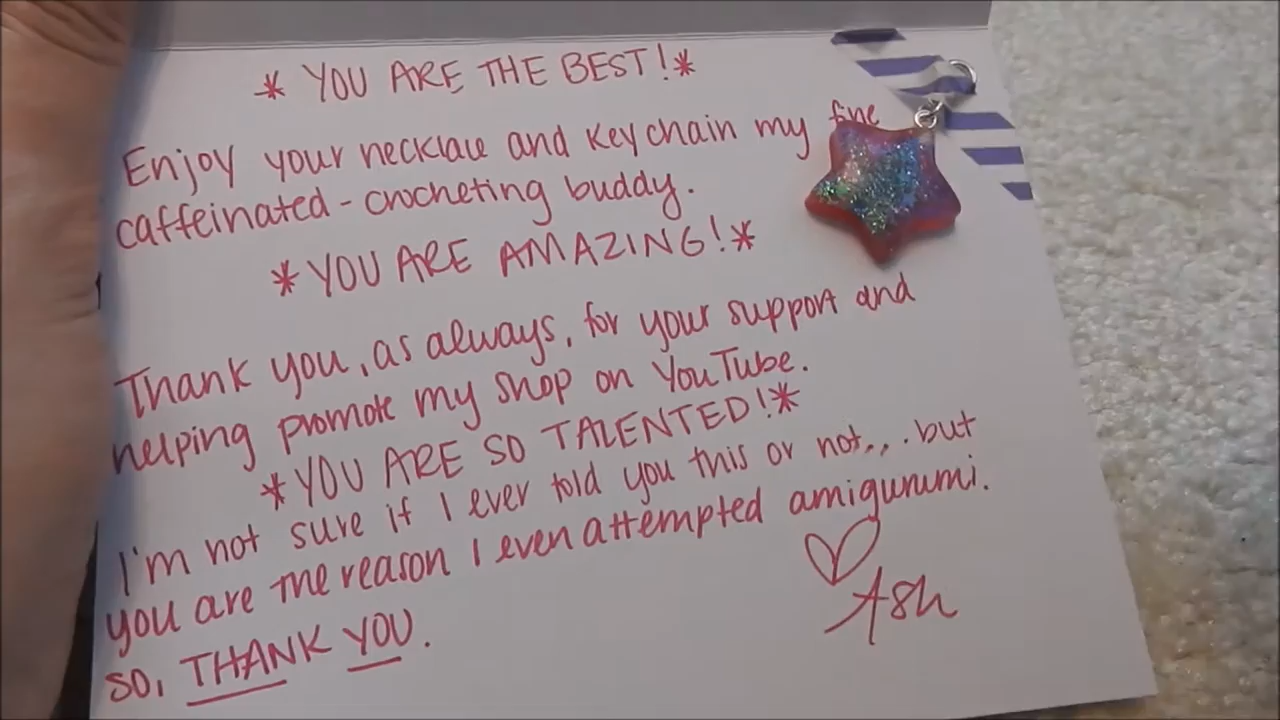 * YOU ARE THE BEST! *
Enjoy your necklace and keychain my fine
caffeinated - crocheting buddy.
* YOU ARE AMAZING! *
Thank you, as always, for your support and
helping promote my shop on YouTube.
* YOU ARE SO TALENTED! *
I'm not sure if I ever told you this or not... but
you are the reason I even attempted amigurumi.
so, THANK YOU.
♡ Ash